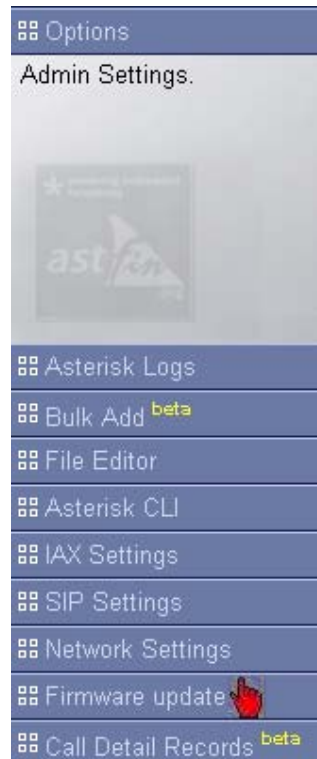 Options
Admin Settings.
Asterisk Logs
Bulk Add beta
File Editor
Asterisk CLI
IAX Settings
SIP Settings
Network Settings
Firmware update
Call Detail Records beta